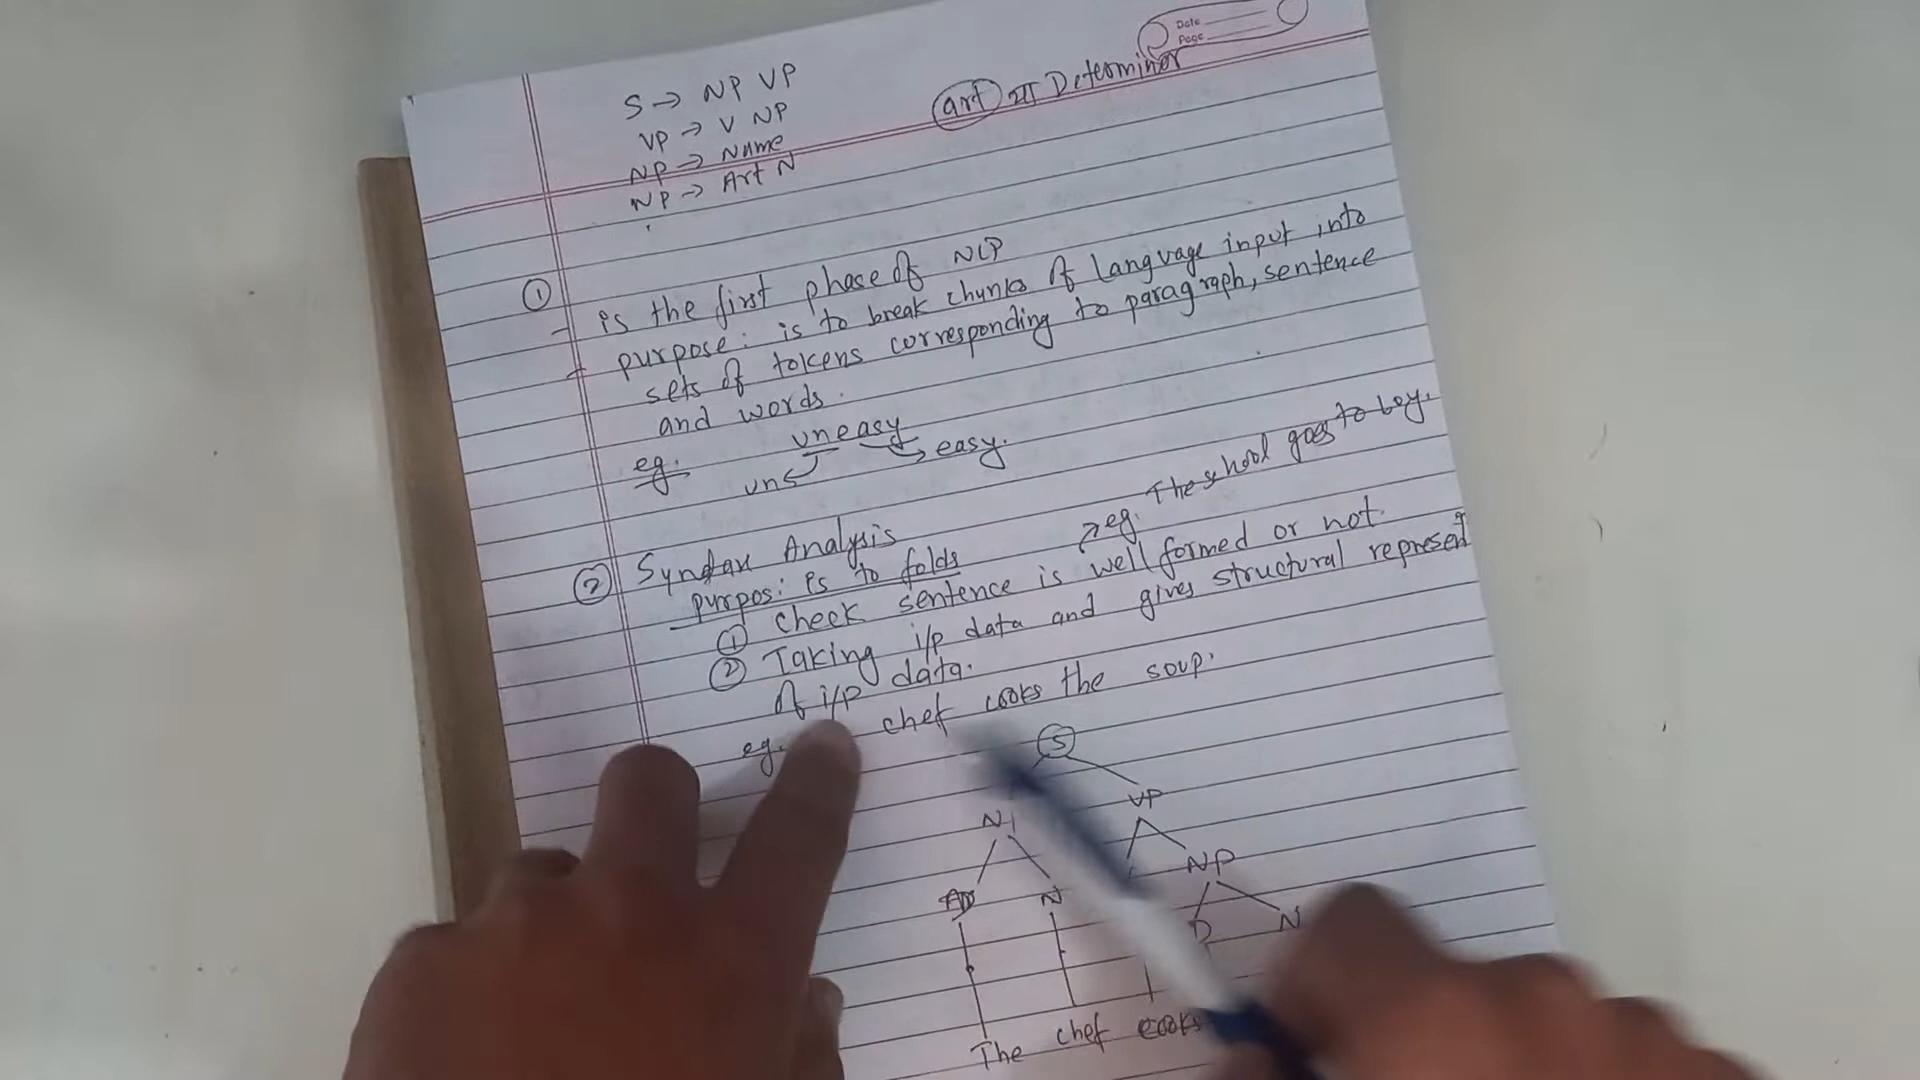 Date
Page
S → NP VP
VP → V NP
NP → Name
NP → Art N
art या Determinor
① is the first phase of NLP
purpose: is to break chunks of language input into
sets of tokens corresponding to paragraph, sentence
and words.
eg. uneasy
un easy.
eg. The school goes to boy.
② Syntax Analysis
purpos: is to folds
① check sentence is well formed or not.
② Taking i/p data and gives structural represent
of i/p data.
eg. chef cooks the soup.
S
VP
N
NP
N
D N
The chef cooks